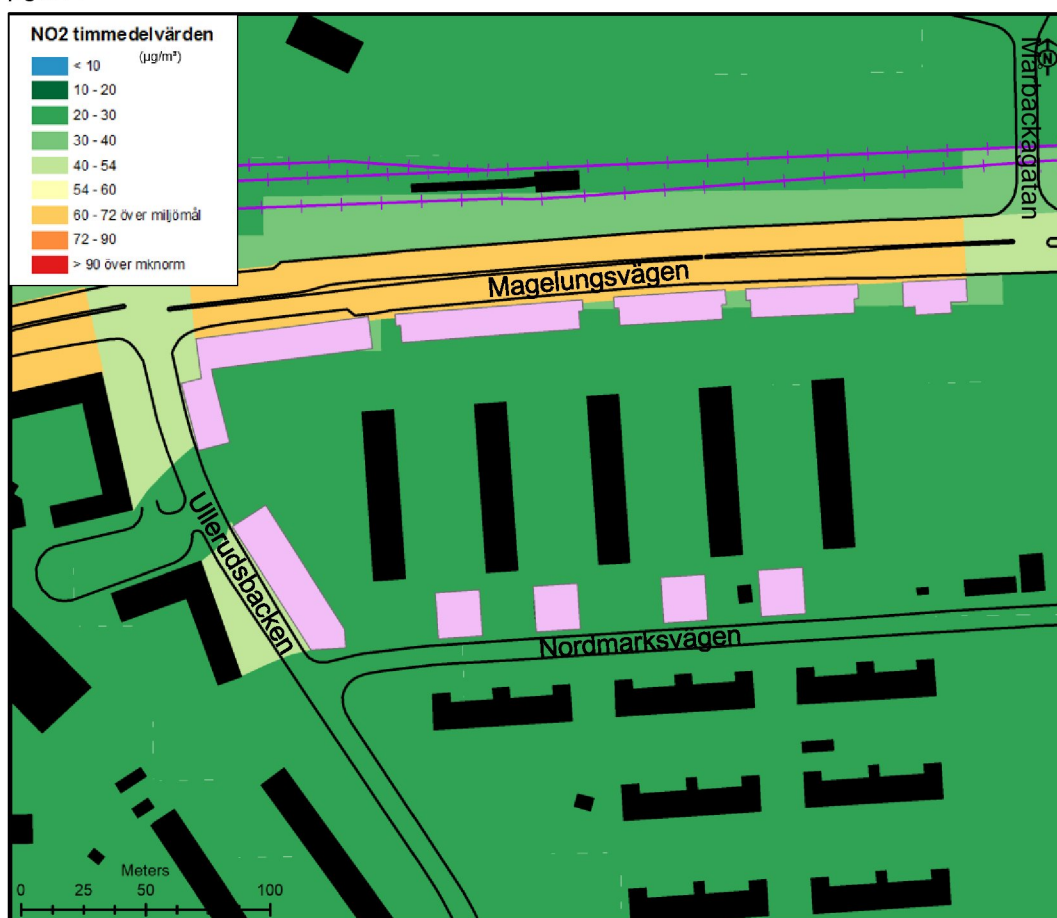 NO2 timmedelvärden
(µg/m³)
< 10
10 - 20
20 - 30
30 - 40
40 - 54
54 - 60
60 - 72 över miljömål
72 - 90
> 90 över mknorm
Mårbackagatan
N
Magelungsvägen
Ullerudsbacken
Nordmarksvägen
Meters
0 25 50 100